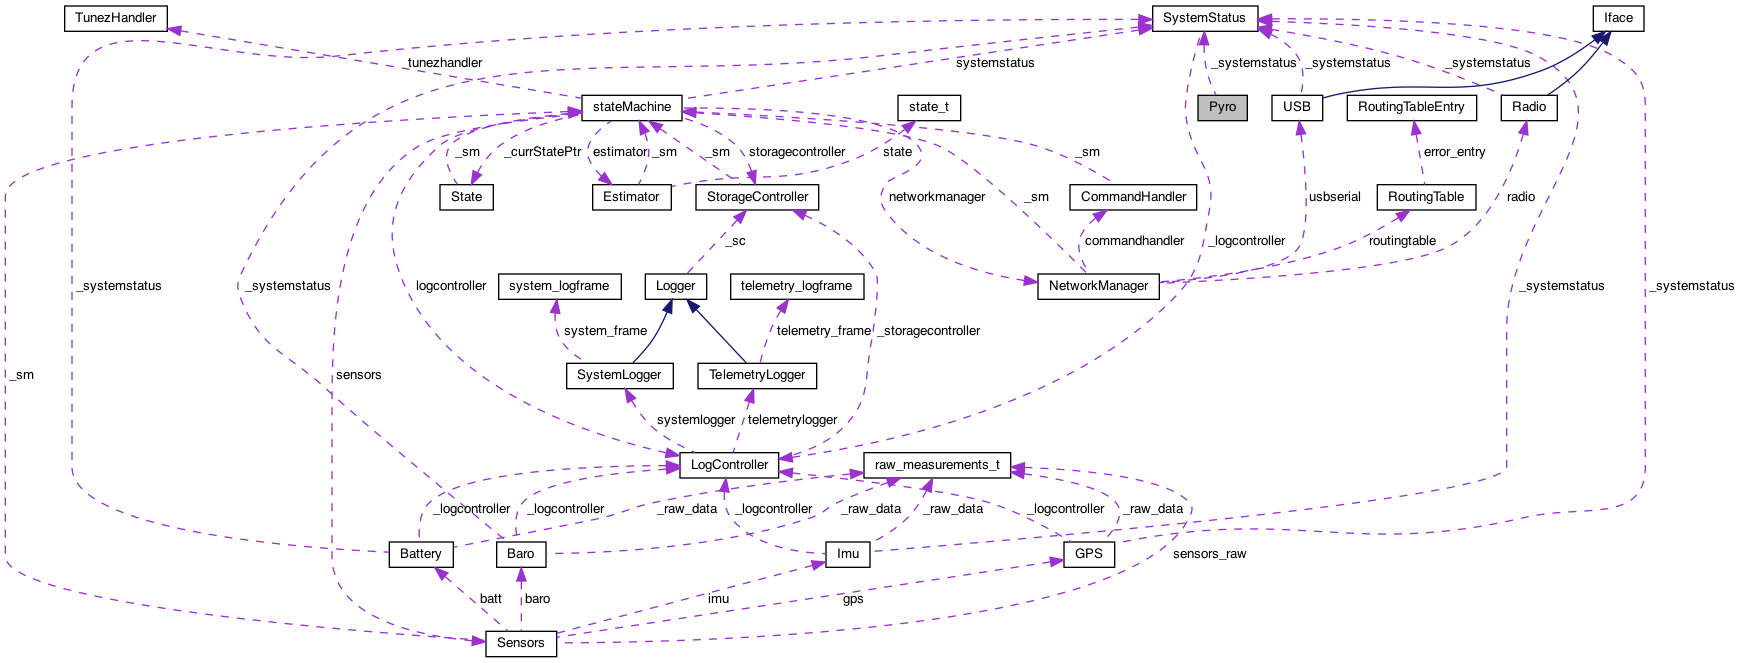 TunezHandler
SystemStatus
Iface
tunezhandler
systemstatus
_systemstatus
_systemstatus
_systemstatus
stateMachine
state_t
Pyro
USB
RoutingTableEntry
Radio
_sm
_currStatePtr
estimator
_sm
_sm
storagecontroller
state
_sm
error_entry
State
Estimator
StorageController
networkmanager
_sm
CommandHandler
usbserial
RoutingTable
radio
_sc
commandhandler
_logcontroller
routingtable
_systemstatus
_systemstatus
logcontroller
system_logframe
Logger
telemetry_logframe
NetworkManager
_systemstatus
_systemstatus
system_frame
telemetry_frame
_storagecontroller
_sm
sensors
SystemLogger
TelemetryLogger
systemlogger
telemetrylogger
LogController
raw_measurements_t
_logcontroller
_logcontroller
_raw_data
_logcontroller
_raw_data
_raw_data
_logcontroller
_raw_data
Battery
Baro
Imu
GPS
sensors_raw
batt
baro
imu
gps
Sensors